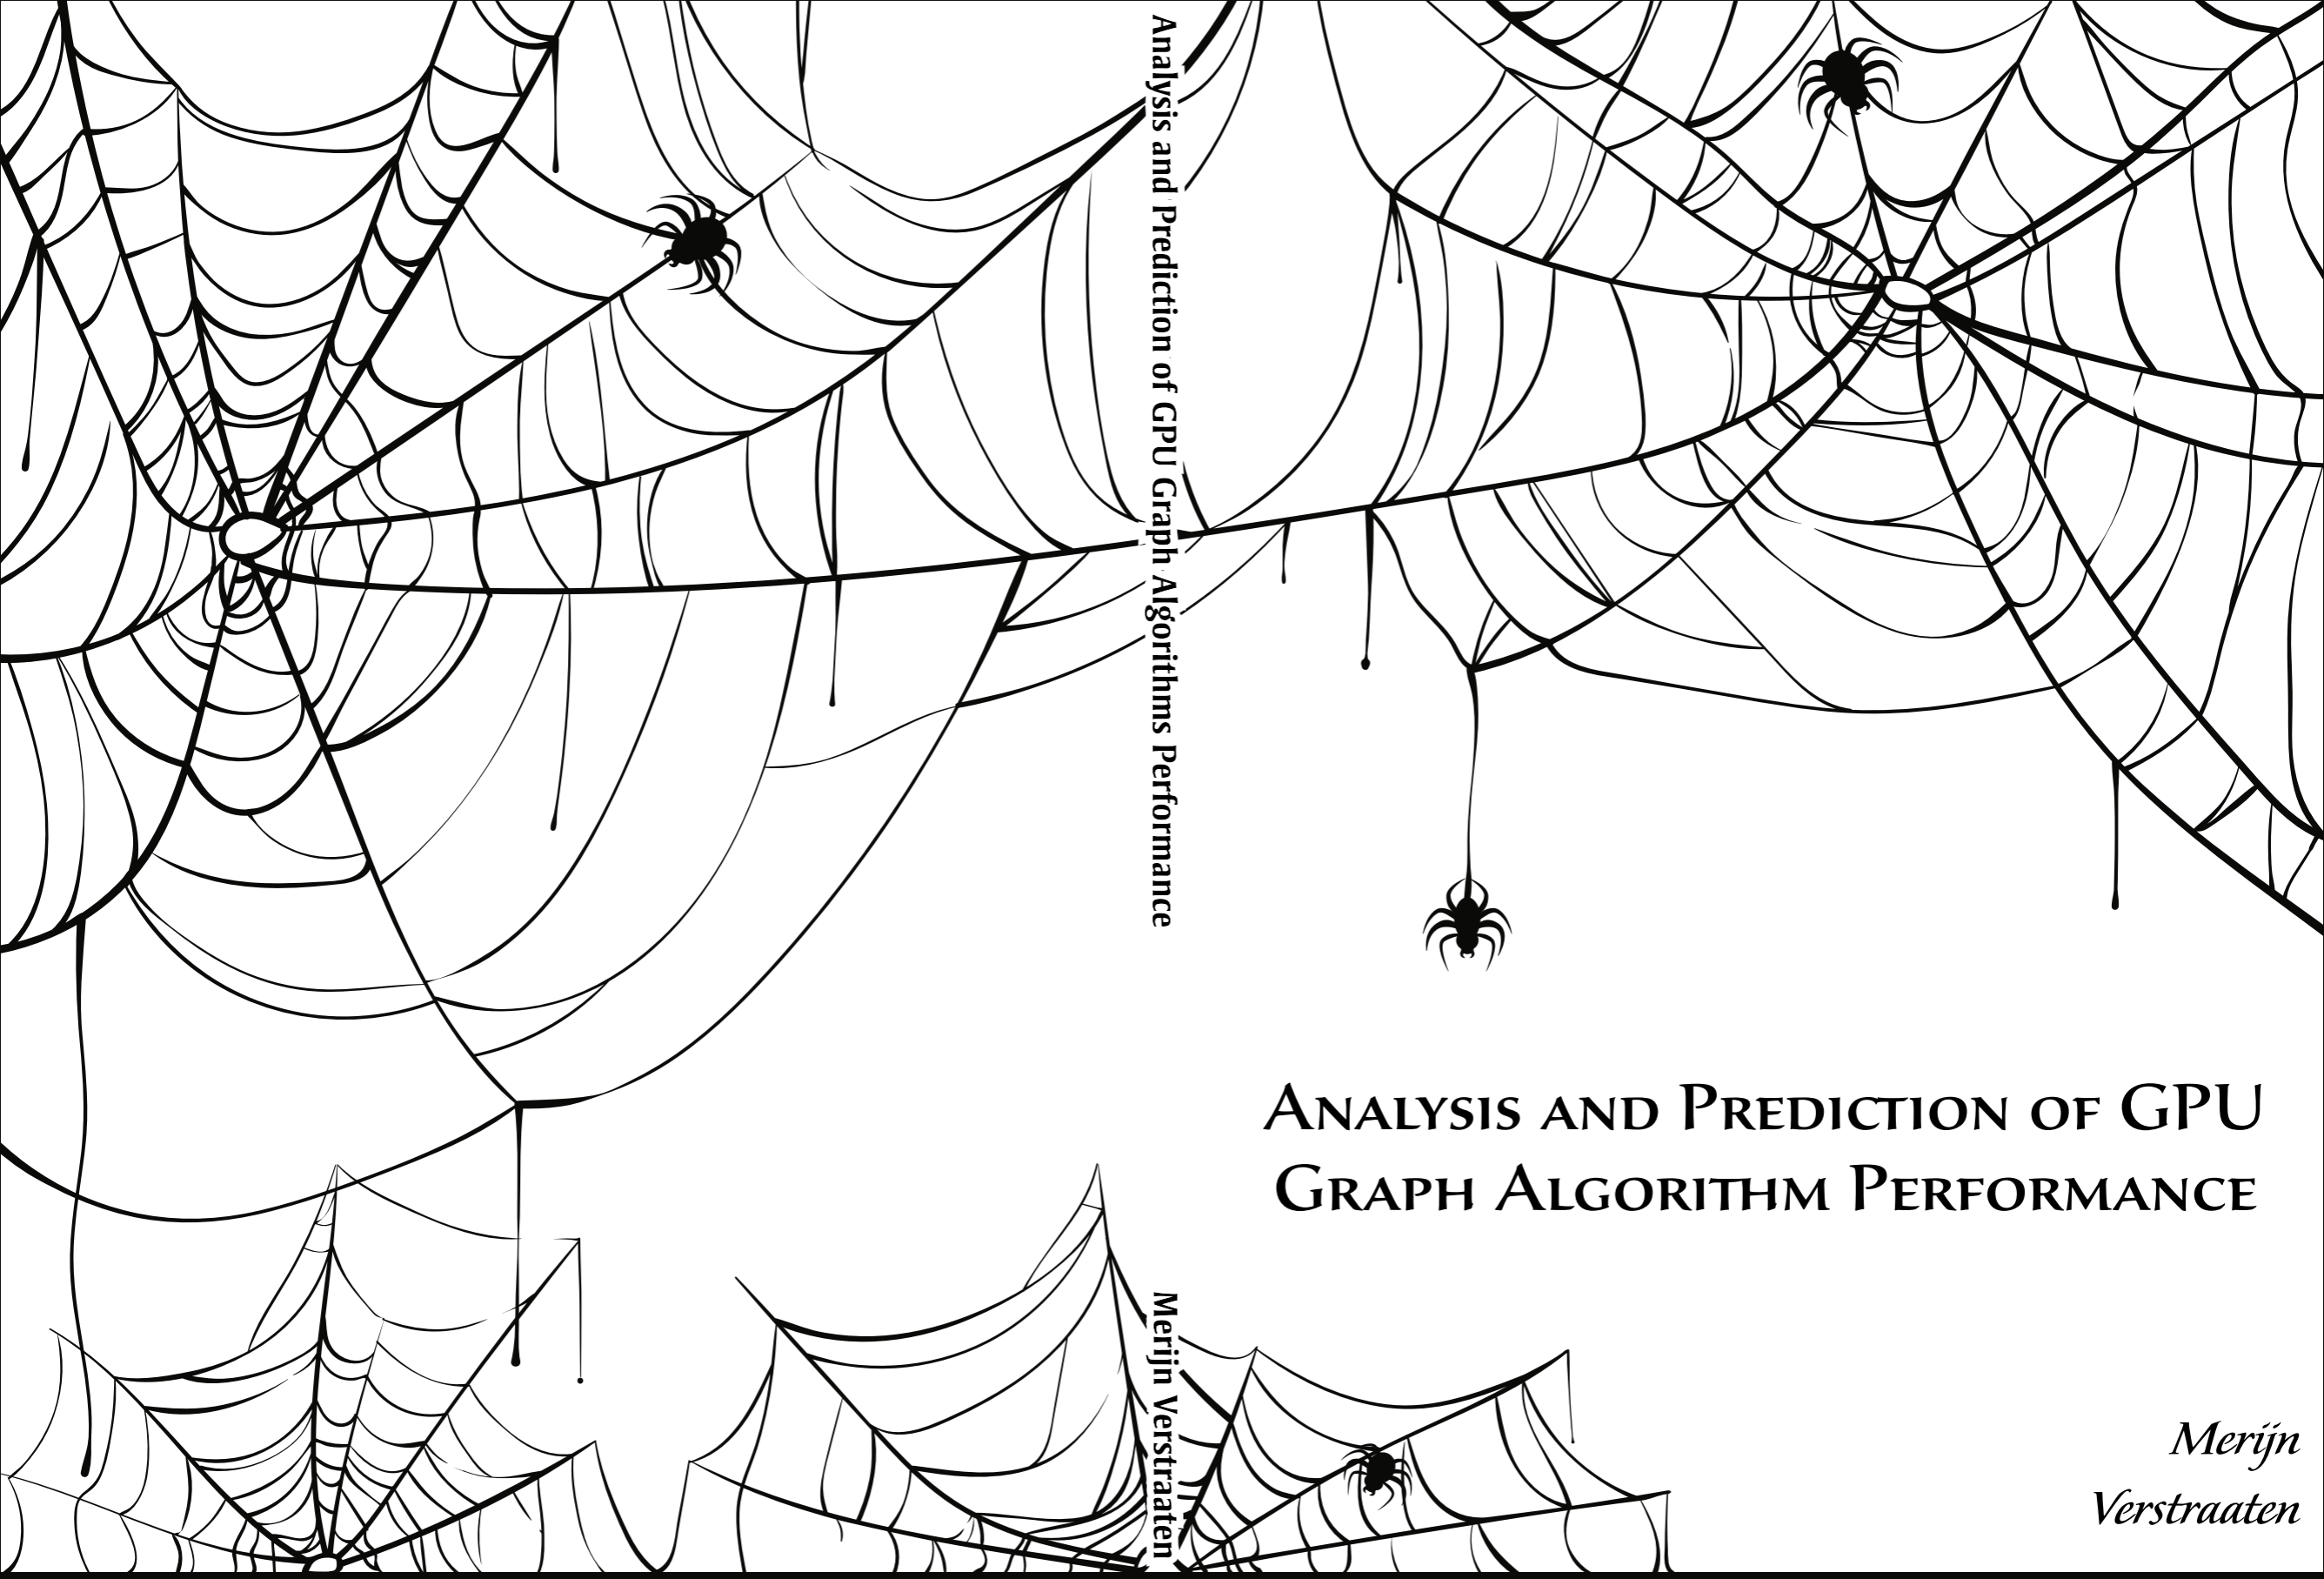 Analysis and Prediction of GPU Graph Algorithms Performance
Merijn Verstraaten
Analysis and Prediction of GPU
Graph Algorithm Performance
Merijn
Verstraaten